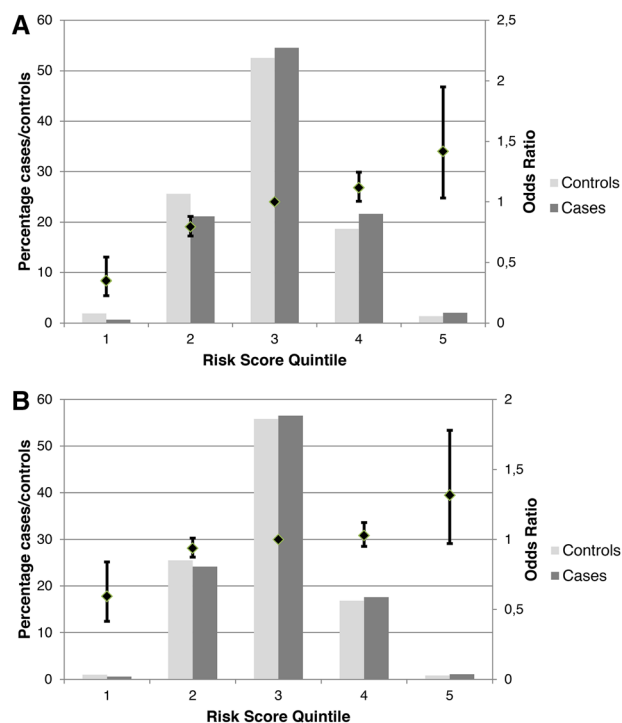 A
60
50
40
30
20
10
0
2,5
2
1,5
1
0,5
0
Percentage cases/controls
Odds Ratio
Controls
Cases
1 2 3 4 5
Risk Score Quintile
B
60
50
40
30
20
10
0
2
1,5
1
0,5
0
Percentage cases/controls
Odds Ratio
Controls
Cases
1 2 3 4 5
Risk Score Quintile